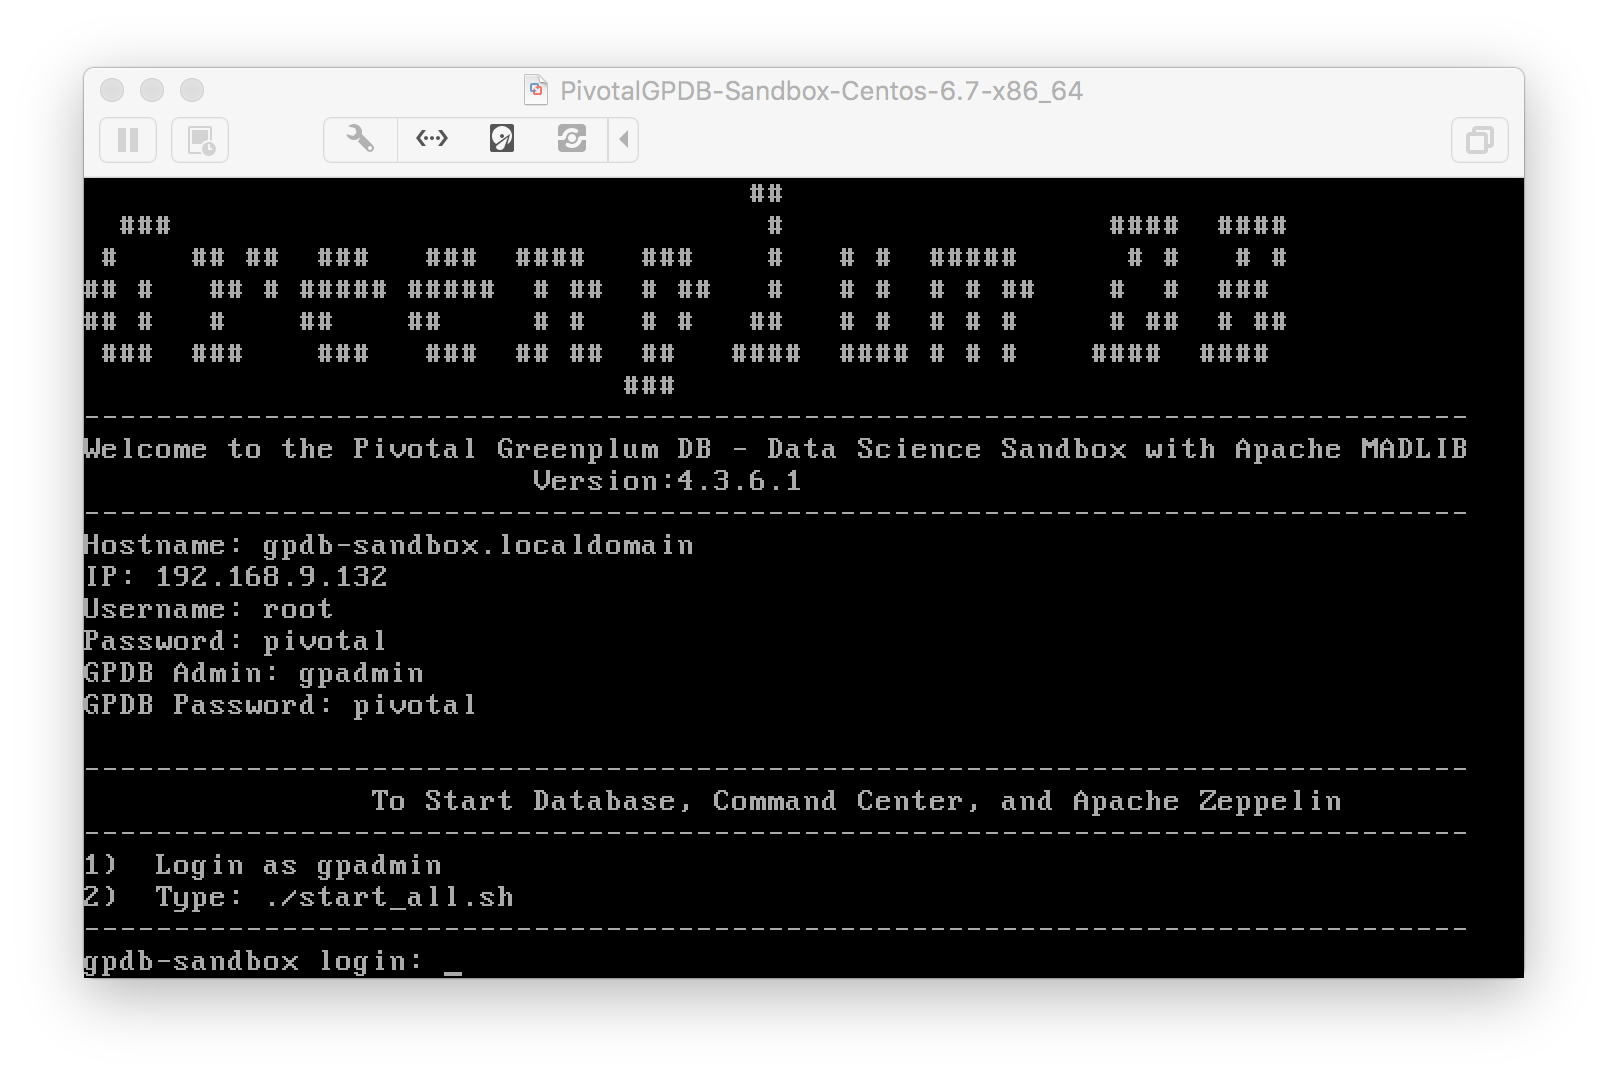 PivotalGPDB-Sandbox-Centos-6.7-x86_64
Greenplum DB
-----------------------------------------------------------------------------
Welcome to the Pivotal Greenplum DB - Data Science Sandbox with Apache MADLIB
Version:4.3.6.1
-----------------------------------------------------------------------------
Hostname: gpdb-sandbox.localdomain
IP: 192.168.9.132
Username: root
Password: pivotal
GPDB Admin: gpadmin
GPDB Password: pivotal
-----------------------------------------------------------------------------
To Start Database, Command Center, and Apache Zeppelin
-----------------------------------------------------------------------------
1)  Login as gpadmin
2)  Type: ./start_all.sh
-----------------------------------------------------------------------------
gpdb-sandbox login: _